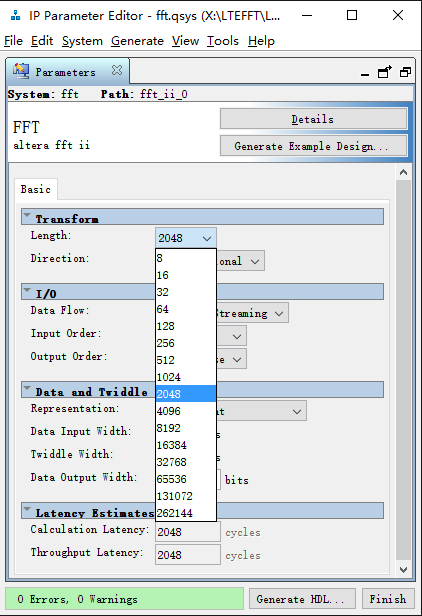 IP Parameter Editor - fft.qsys (X:\LTEFFT\L...
File Edit System Generate View Tools Help
Parameters
System: fft Path: fft_ii_0
FFT
altera fft ii
Details
Generate Example Design...
Basic
Transform
Length: 2048
8
16
32
64
128
256
512
1024
2048
4096
8192
16384
32768
65536
131072
262144
Direction: onal
I/O
Data Flow: Streaming
Input Order:
Output Order: se
Data and Twiddle
Representation: t
Data Input Width: s
Twiddle Width: s
Data Output Width: bits
Latency Estimates
Calculation Latency: 2048 cycles
Throughput Latency: 2048 cycles
0 Errors, 0 Warnings
Generate HDL...
Finish